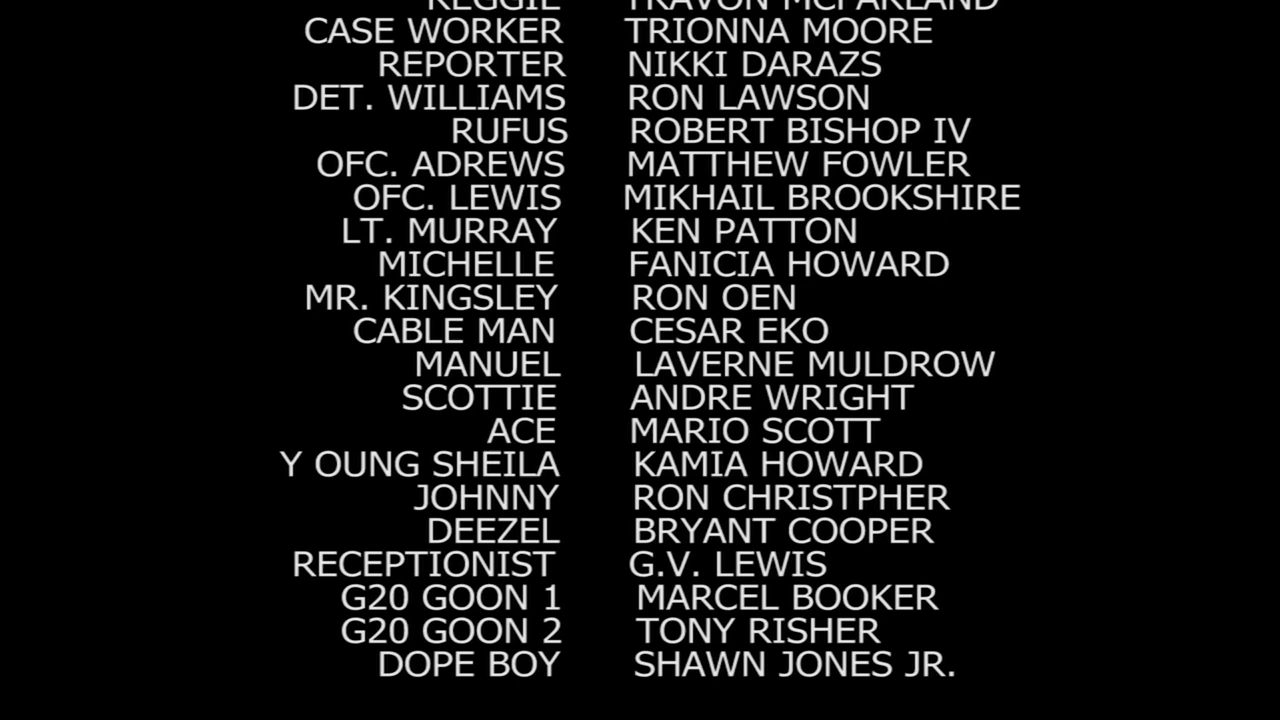 REGGIE TRAVON MCFARLAND
CASE WORKER TRIONNA MOORE
REPORTER NIKKI DARAZS
DET. WILLIAMS RON LAWSON
RUFUS ROBERT BISHOP IV
OFC. ADREWS MATTHEW FOWLER
OFC. LEWIS MIKHAIL BROOKSHIRE
LT. MURRAY KEN PATTON
MICHELLE FANICIA HOWARD
MR. KINGSLEY RON OEN
CABLE MAN CESAR EKO
MANUEL LAVERNE MULDROW
SCOTTIE ANDRE WRIGHT
ACE MARIO SCOTT
Y OUNG SHEILA KAMIA HOWARD
JOHNNY RON CHRISTPHER
DEEZEL BRYANT COOPER
RECEPTIONIST G.V. LEWIS
G20 GOON 1 MARCEL BOOKER
G20 GOON 2 TONY RISHER
DOPE BOY SHAWN JONES JR.